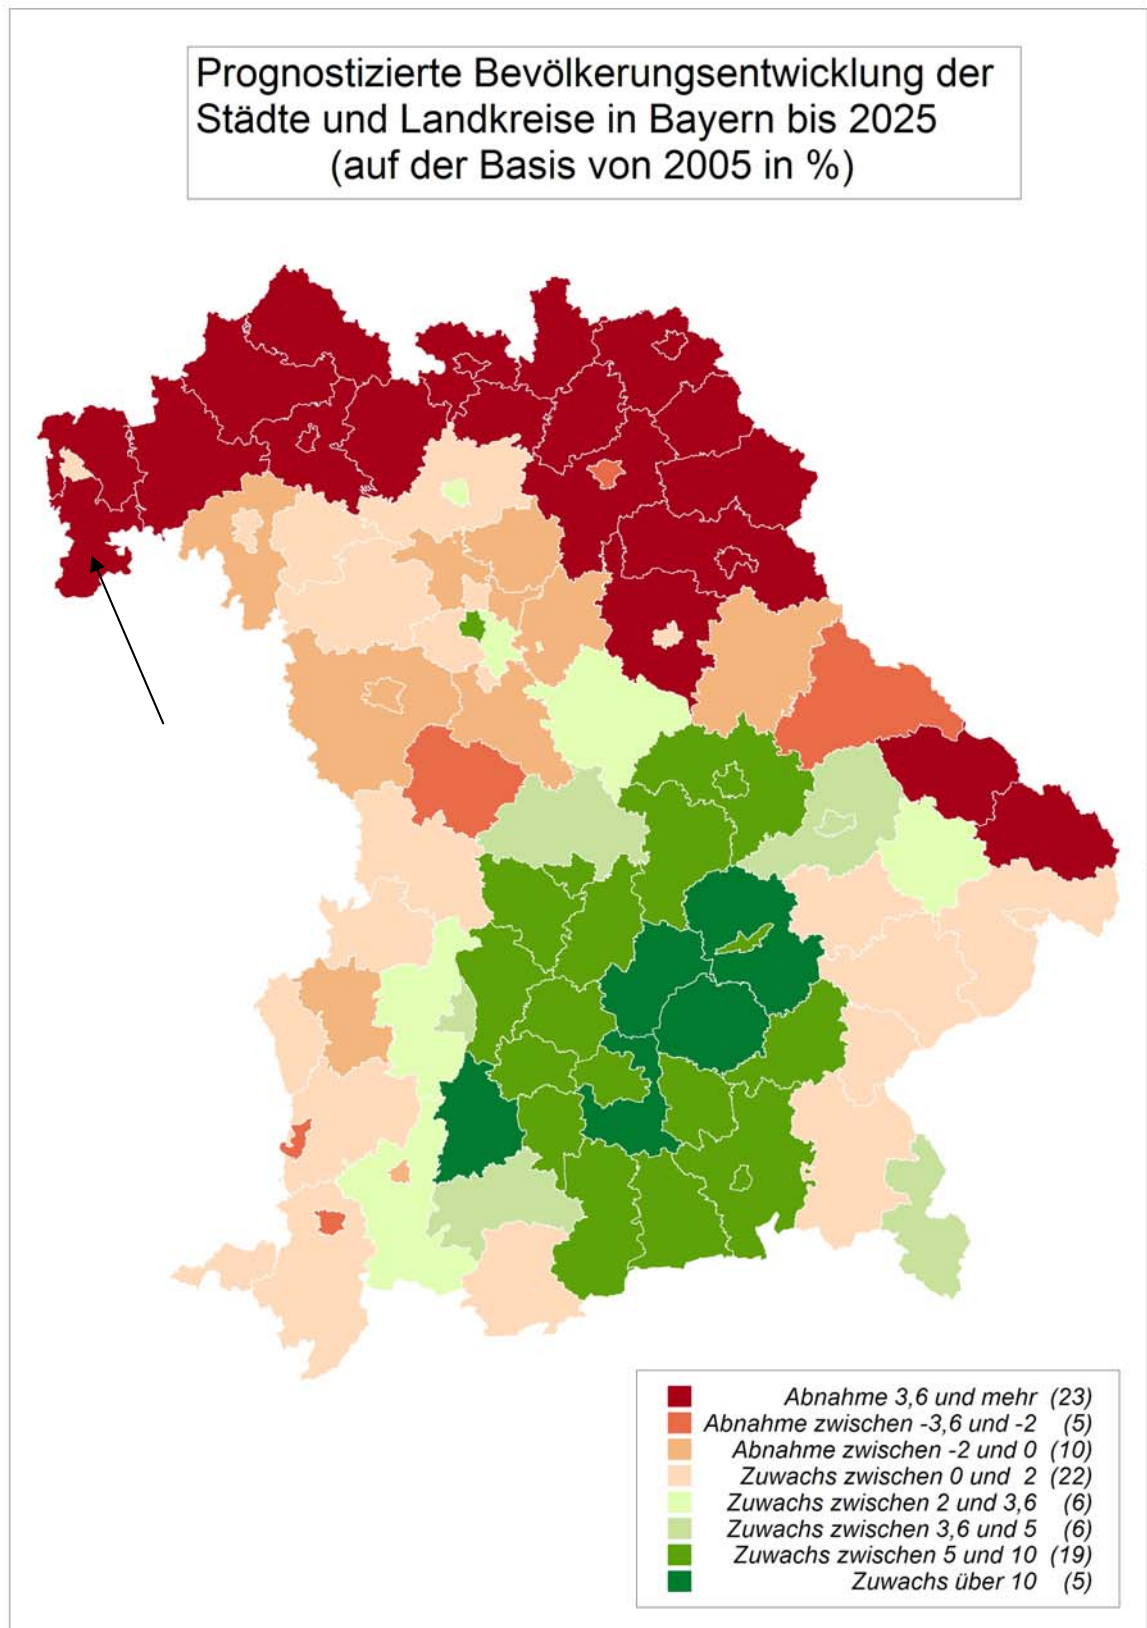 Prognostizierte Bevölkerungsentwicklung der
Städte und Landkreise in Bayern bis 2025
(auf der Basis von 2005 in %)
Abnahme 3,6 und mehr (23)
Abnahme zwischen -3,6 und -2 (5)
Abnahme zwischen -2 und 0 (10)
Zuwachs zwischen 0 und 2 (22)
Zuwachs zwischen 2 und 3,6 (6)
Zuwachs zwischen 3,6 und 5 (6)
Zuwachs zwischen 5 und 10 (19)
Zuwachs über 10 (5)